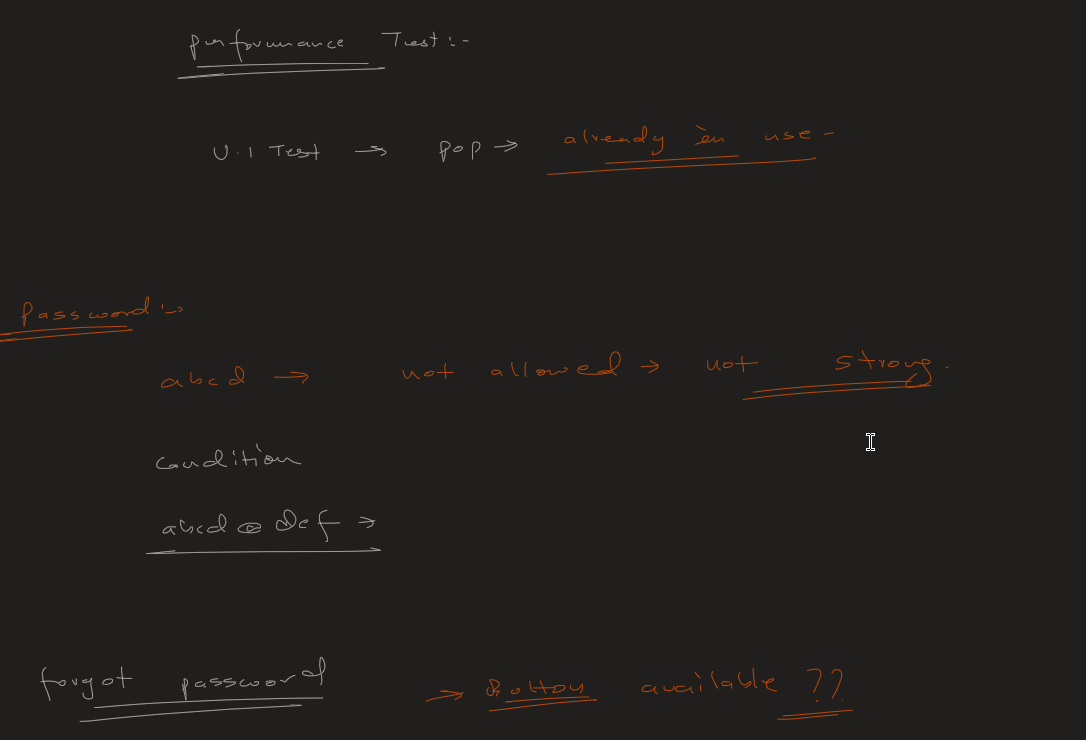 performance Test:-
U.I Test → pop → already in use -
Password :->
abcd → not allowed → not strong.
condition
abcd@Def →
forgot password → Button available ??